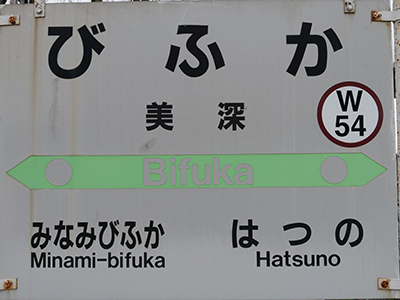 びふか
美深
W
54
Bifuka
みなみびふか はつの
Minami-bifuka Hatsuno